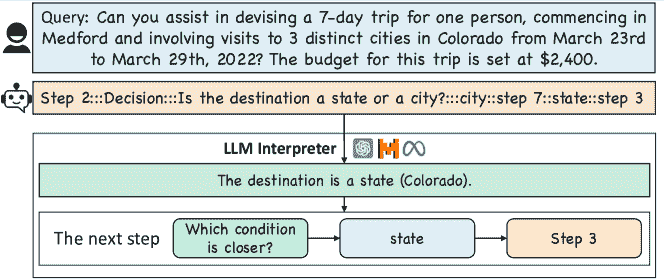 Query: Can you assist in devising a 7-day trip for one person, commencing in
Medford and involving visits to 3 distinct cities in Colorado from March 23rd
to March 29th, 2022? The budget for this trip is set at $2,400.
Step 2:::Decision:::Is the destination a state or a city?:::city::step 7::state::step 3
LLM Interpreter
The destination is a state (Colorado).
The next step
Which condition
is closer?
state
Step 3